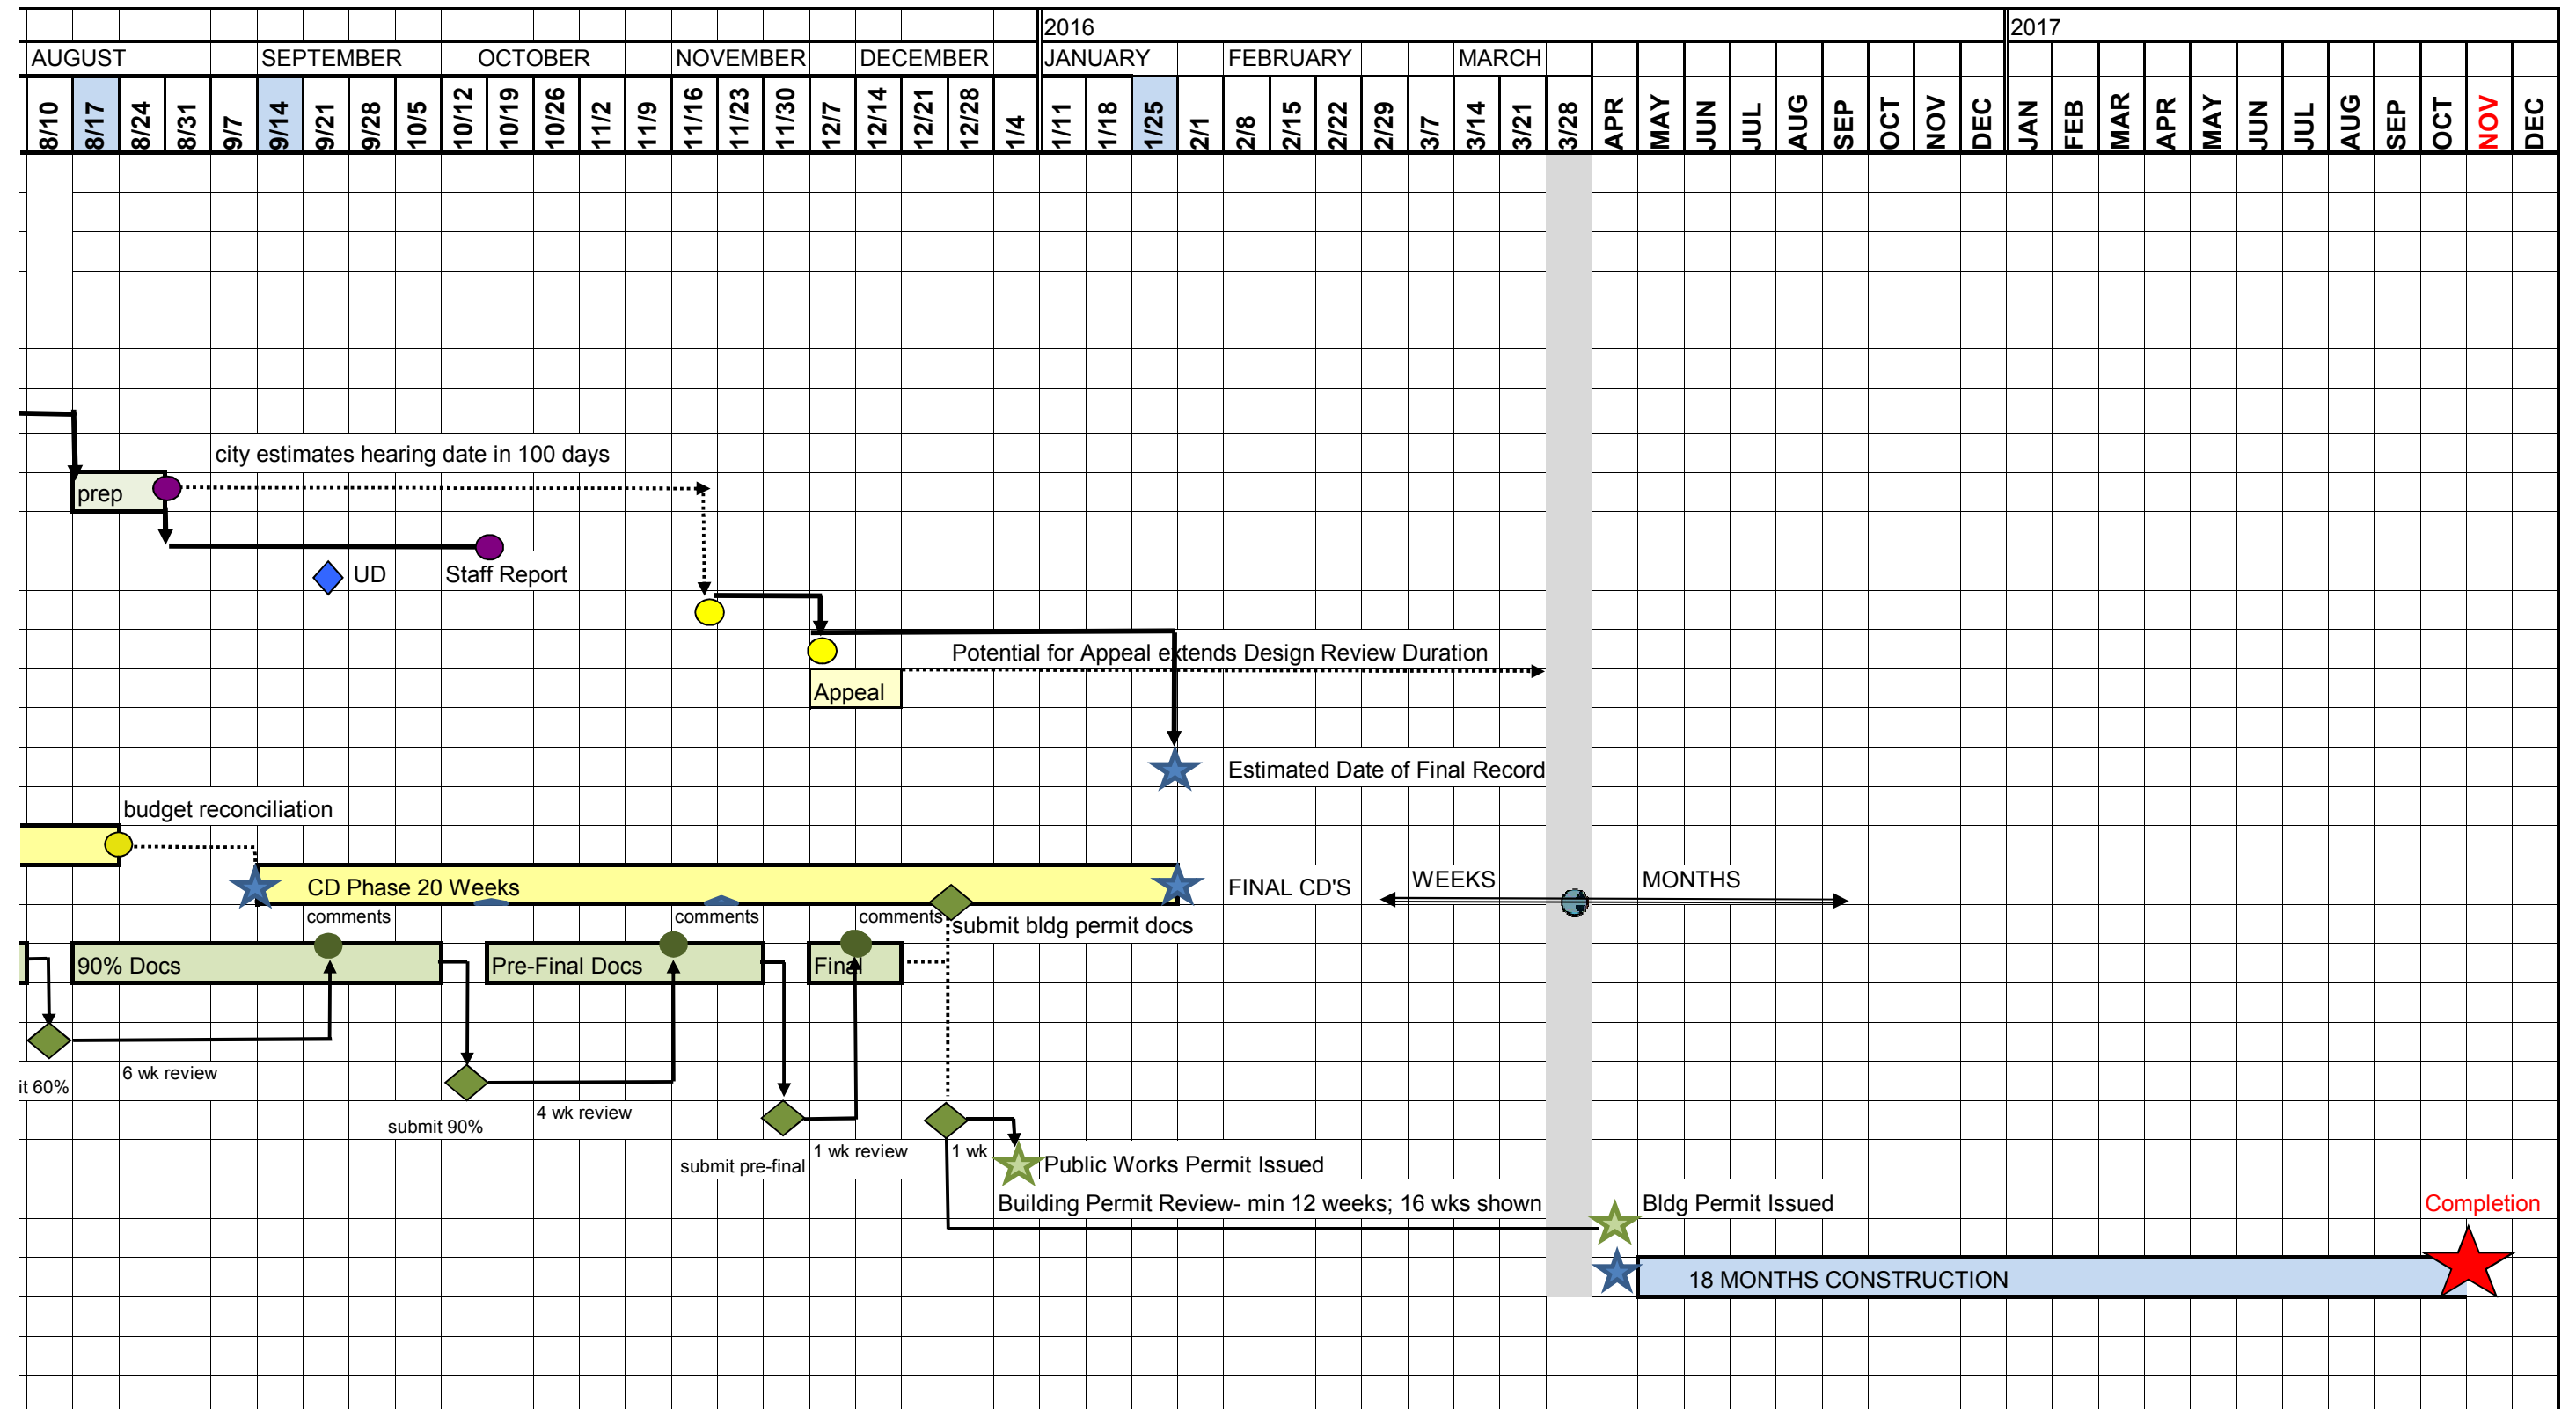 2016 2017
AUGUST SEPTEMBER OCTOBER NOVEMBER DECEMBER JANUARY FEBRUARY MARCH
8/10 8/17 8/24 8/31 9/7 9/14 9/21 9/28 10/5 10/12 10/19 10/26 11/2 11/9 11/16 11/23 11/30 12/7 12/14 12/21 12/28 1/4 1/11 1/18 1/25 2/1 2/8 2/15 2/22 2/29 3/7 3/14 3/21 3/28 APR MAY JUN JUL AUG SEP OCT NOV DEC JAN FEB MAR APR MAY JUN JUL AUG SEP OCT NOV DEC
city estimates hearing date in 100 days
prep
UD Staff Report
Potential for Appeal extends Design Review Duration
Appeal
Estimated Date of Final Record
budget reconciliation
CD Phase 20 Weeks FINAL CD'S WEEKS MONTHS
comments comments comments
submit bldg permit docs
90% Docs Pre-Final Docs Final
6 wk review
it 60%
4 wk review
submit 90%
1 wk review 1 wk
submit pre-final Public Works Permit Issued
Building Permit Review- min 12 weeks; 16 wks shown Bldg Permit Issued Completion
18 MONTHS CONSTRUCTION